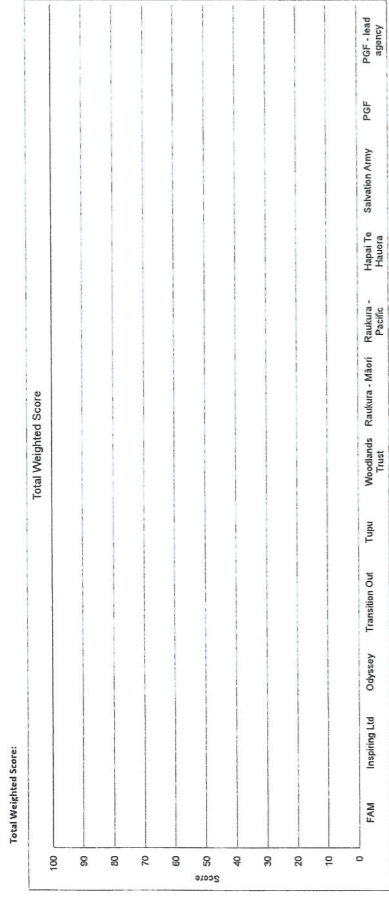 Total Weighted Score:
Total Weighted Score
100
90
80
70
60
50
40
30
20
10
0
Score
FAM
Inspiring Ltd
Odyssey
Transition Out
Tupu
Woodlands
Trust
Raukura - Māori
Raukura -
Pacific
Hapai Te
Hauora
Salvation Army
PGF
PGF - lead
agency